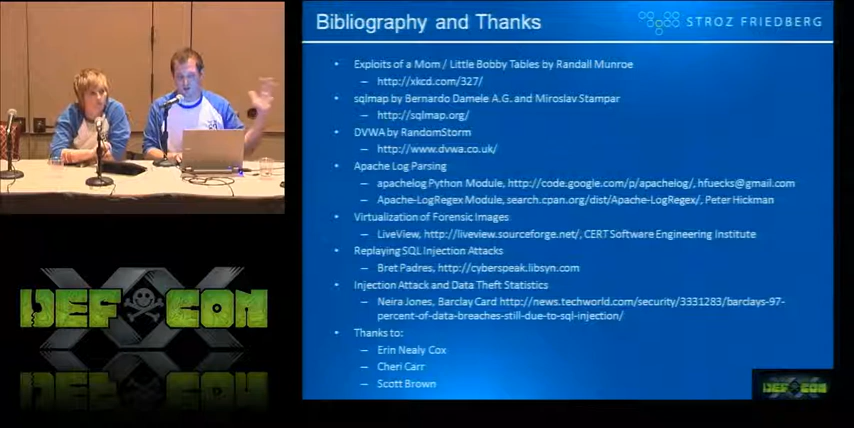 Bibliography and Thanks
STROZ FRIEDBERG
• Exploits of a Mom / Little Bobby Tables by Randall Munroe
– http://xkcd.com/327/
• sqlmap by Bernardo Damele A.G. and Miroslav Stampar
– http://sqlmap.org/
• DVWA by RandomStorm
– http://www.dvwa.co.uk/
• Apache Log Parsing
– apachelog Python Module, http://code.google.com/p/apachelog/, hfuecks@gmail.com
– Apache-LogRegex Module, search.cpan.org/dist/Apache-LogRegex/, Peter Hickman
• Virtualization of Forensic Images
– LiveView, http://liveview.sourceforge.net/, CERT Software Engineering Institute
• Replaying SQL Injection Attacks
– Bret Padres, http://cyberspeak.libsyn.com
• Injection Attack and Data Theft Statistics
– Neira Jones, Barclay Card http://news.techworld.com/security/3331283/barclays-97-
percent-of-data-breaches-still-due-to-sql-injection/
• Thanks to:
– Erin Nealy Cox
– Cheri Carr
– Scott Brown
DEF CON
XX
DEF CON